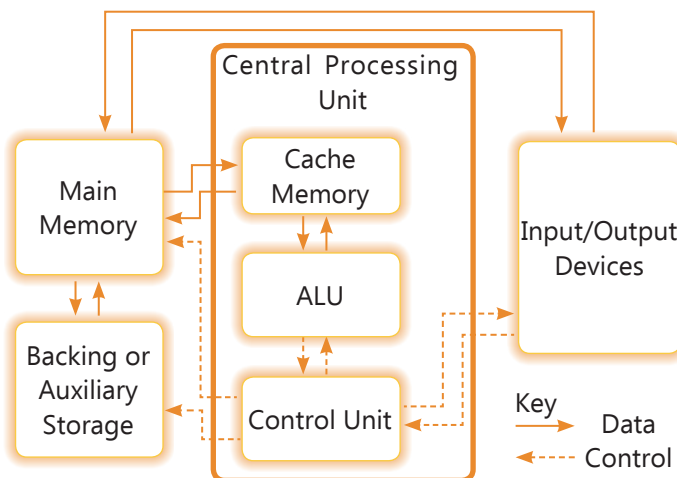 Central Processing
Unit
Main
Memory
Cache
Memory
Input/Output
Devices
ALU
Backing or
Auxiliary
Storage
Control Unit
Key
Data
Control